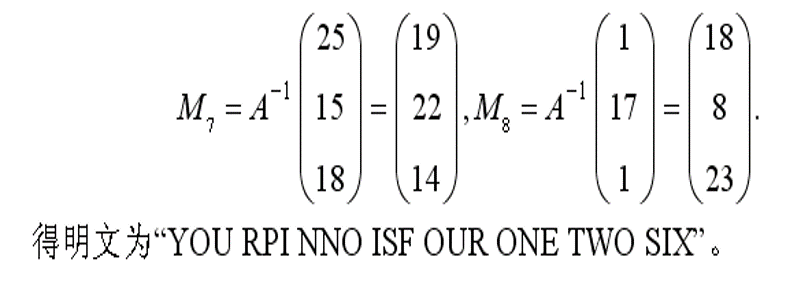 M₇ = A⁻¹ (25 15 18) = (19 22 14), M₈ = A⁻¹ (1 17 1) = (18 8 23).
得明文为“YOU RPI NNO ISF OUR ONE TWO SIX”。